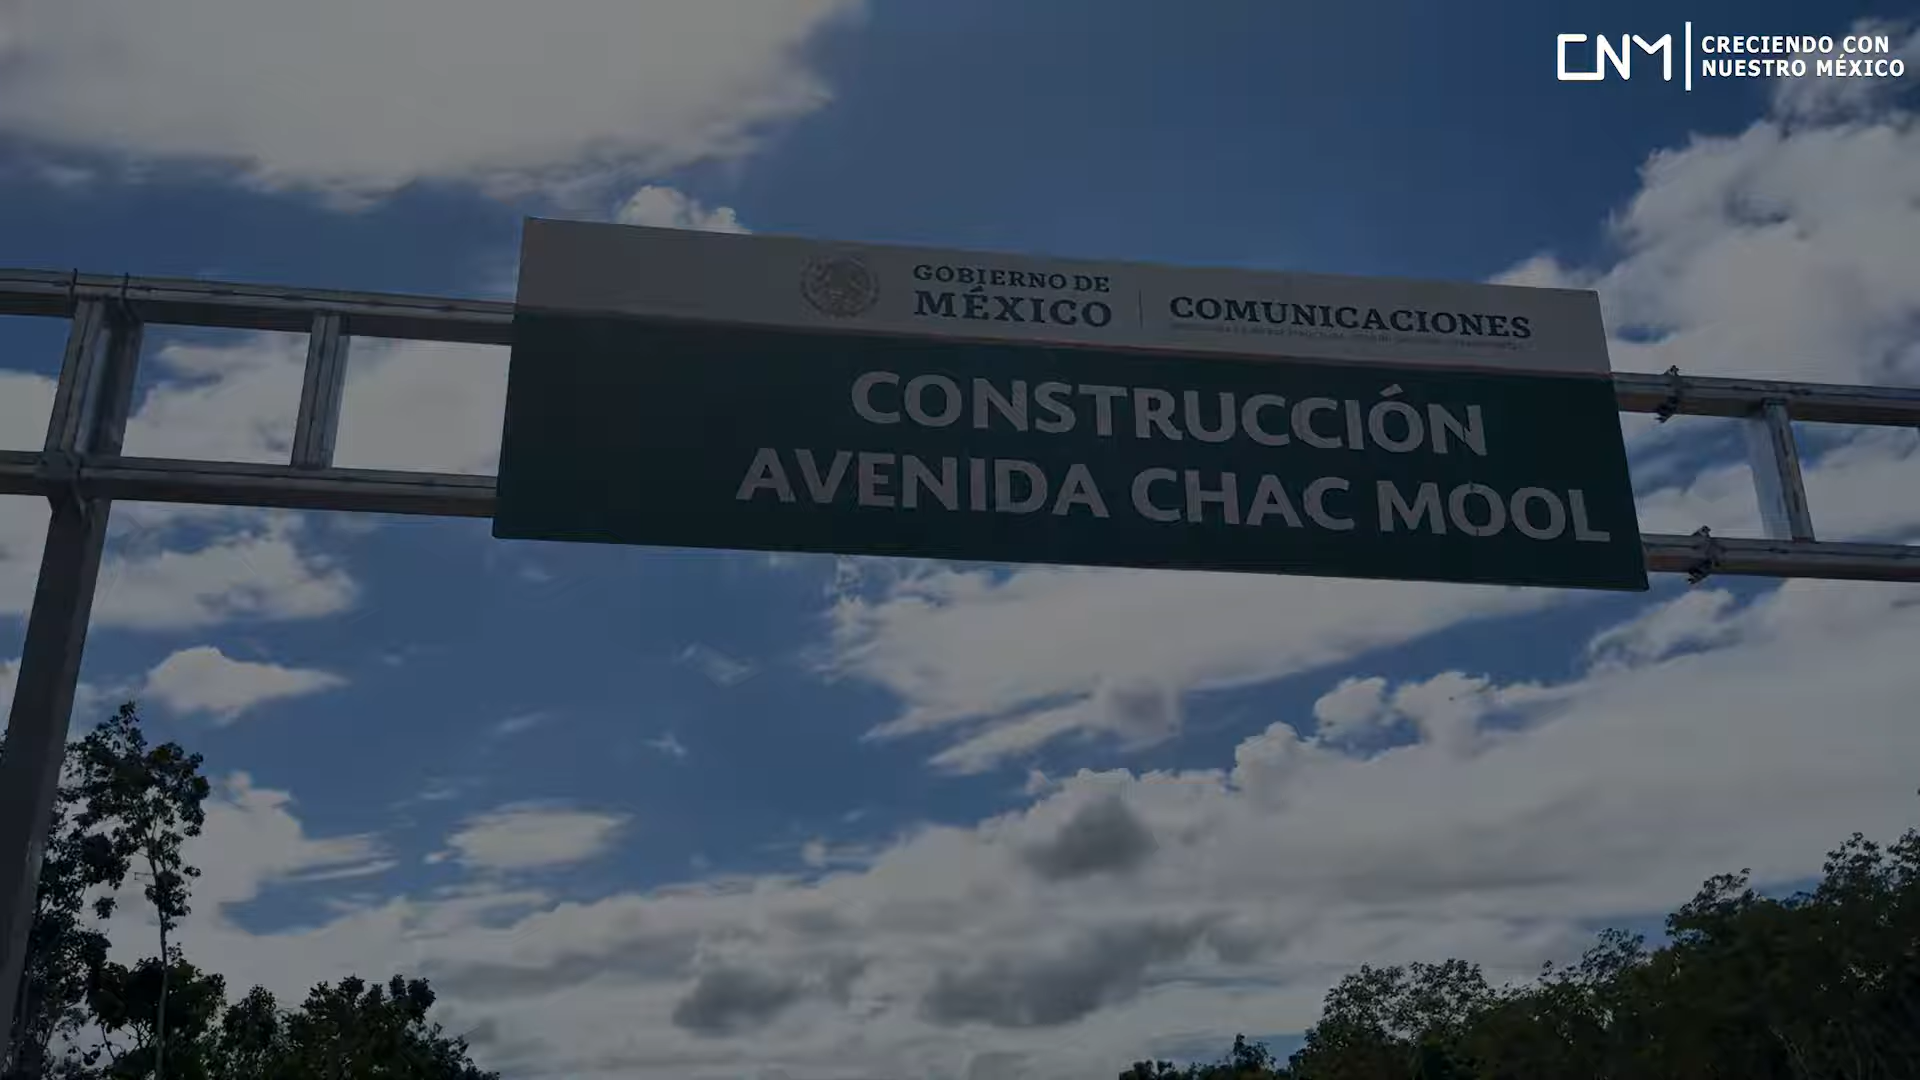 CNM
CRECIENDO CON
NUESTRO MÉXICO
GOBIERNO DE
MÉXICO
COMUNICACIONES
CONSTRUCCIÓN
AVENIDA CHAC MOOL